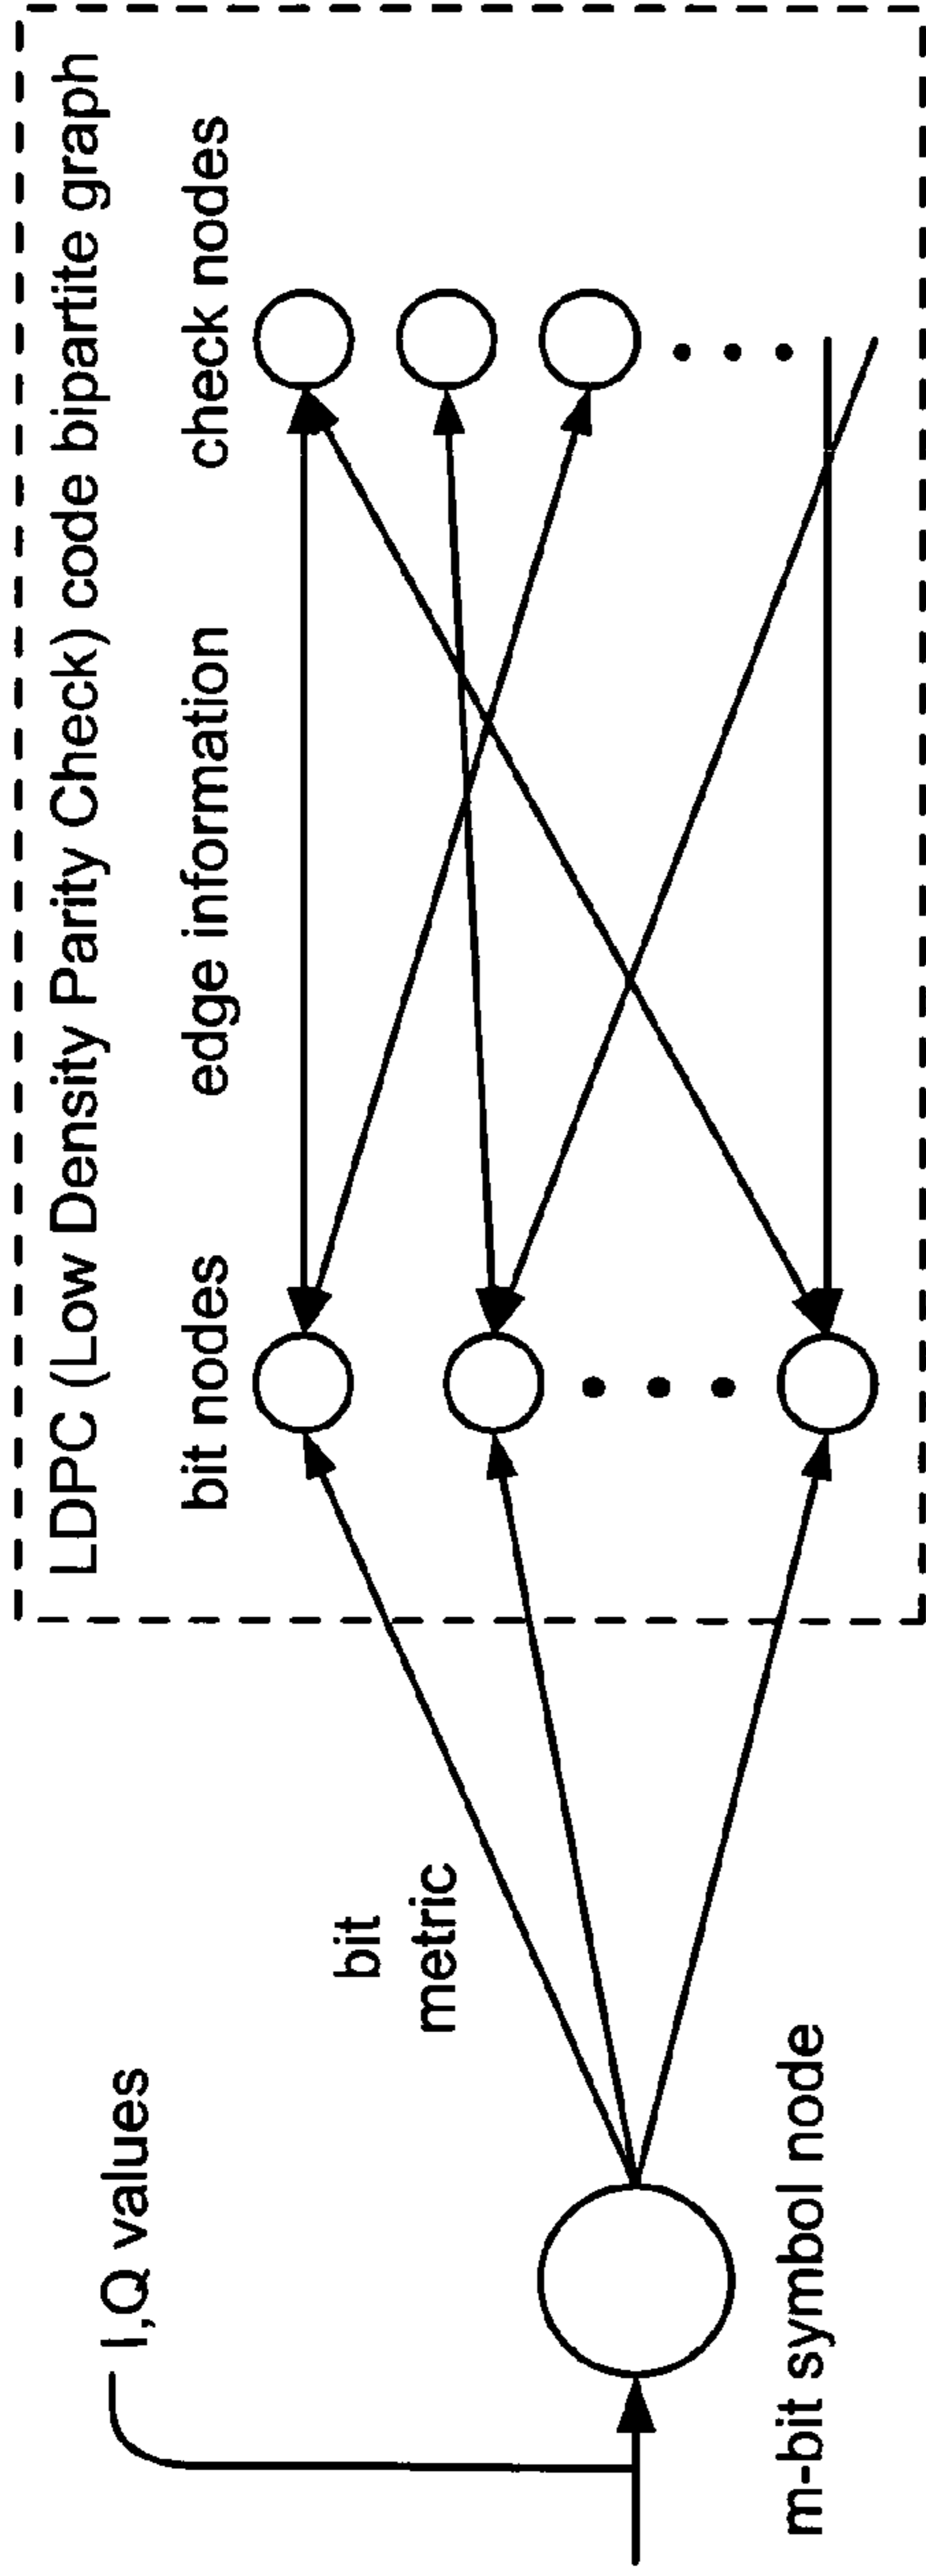 LDPC (Low Density Parity Check) code bipartite graph
bit nodes
edge information
check nodes
I,Q values
bit
metric
m-bit symbol node